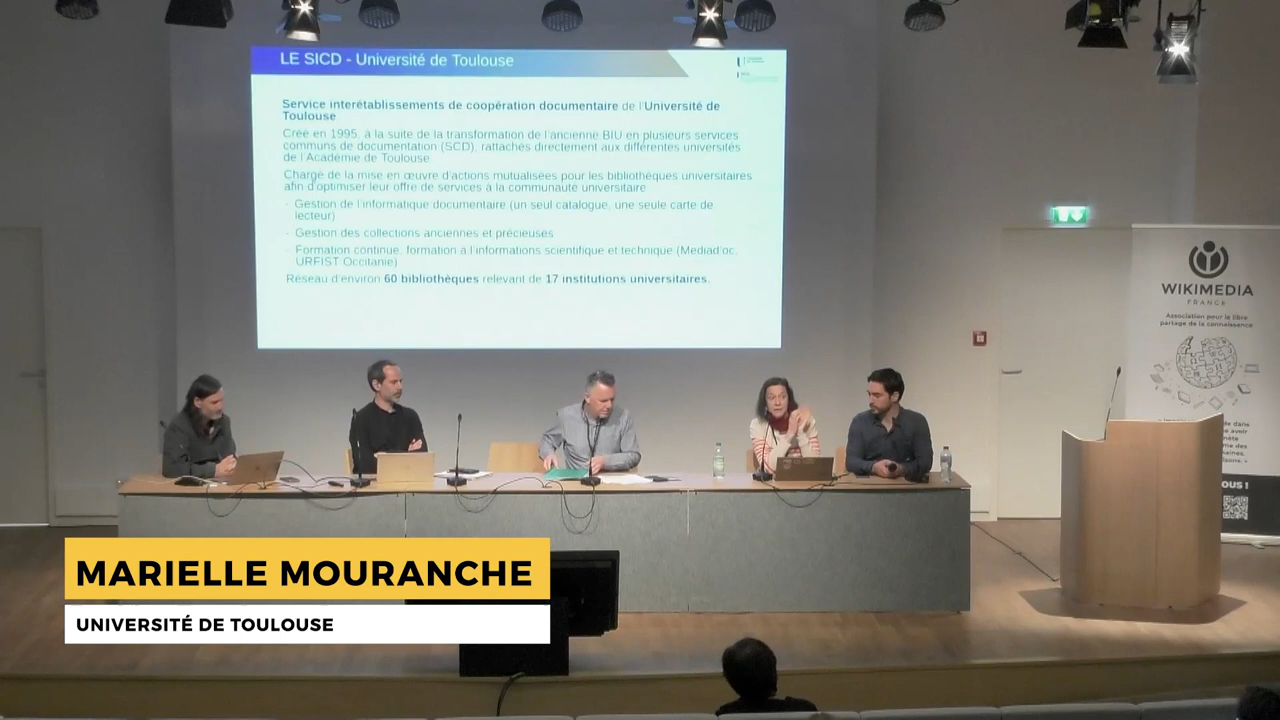 LE SICD - Université de Toulouse
Service interétablissements de coopération documentaire de l'Université de
Toulouse
Créé en 1995, à la suite de la transformation de l'ancienne BIU en plusieurs services
communs de documentation (SCD), rattachés directement aux différentes universités
de l'Académie de Toulouse
Chargé de la mise en œuvre d'actions mutualisées pour les bibliothèques universitaires
afin d'optimiser leur offre de services à la communauté universitaire
- Gestion de l'informatique documentaire (un seul catalogue, une seule carte de
lecteur)
- Gestion des collections anciennes et précieuses
- Formation continue, formation à l'informations scientifique et technique (Mediad'oc,
URFIST Occitanie)
Réseau d'environ 60 bibliothèques relevant de 17 institutions universitaires.
WIKIMEDIA
FRANCE
Association pour le libre
partage de la connaissance
MARIELLE MOURANCHE
UNIVERSITÉ DE TOULOUSE